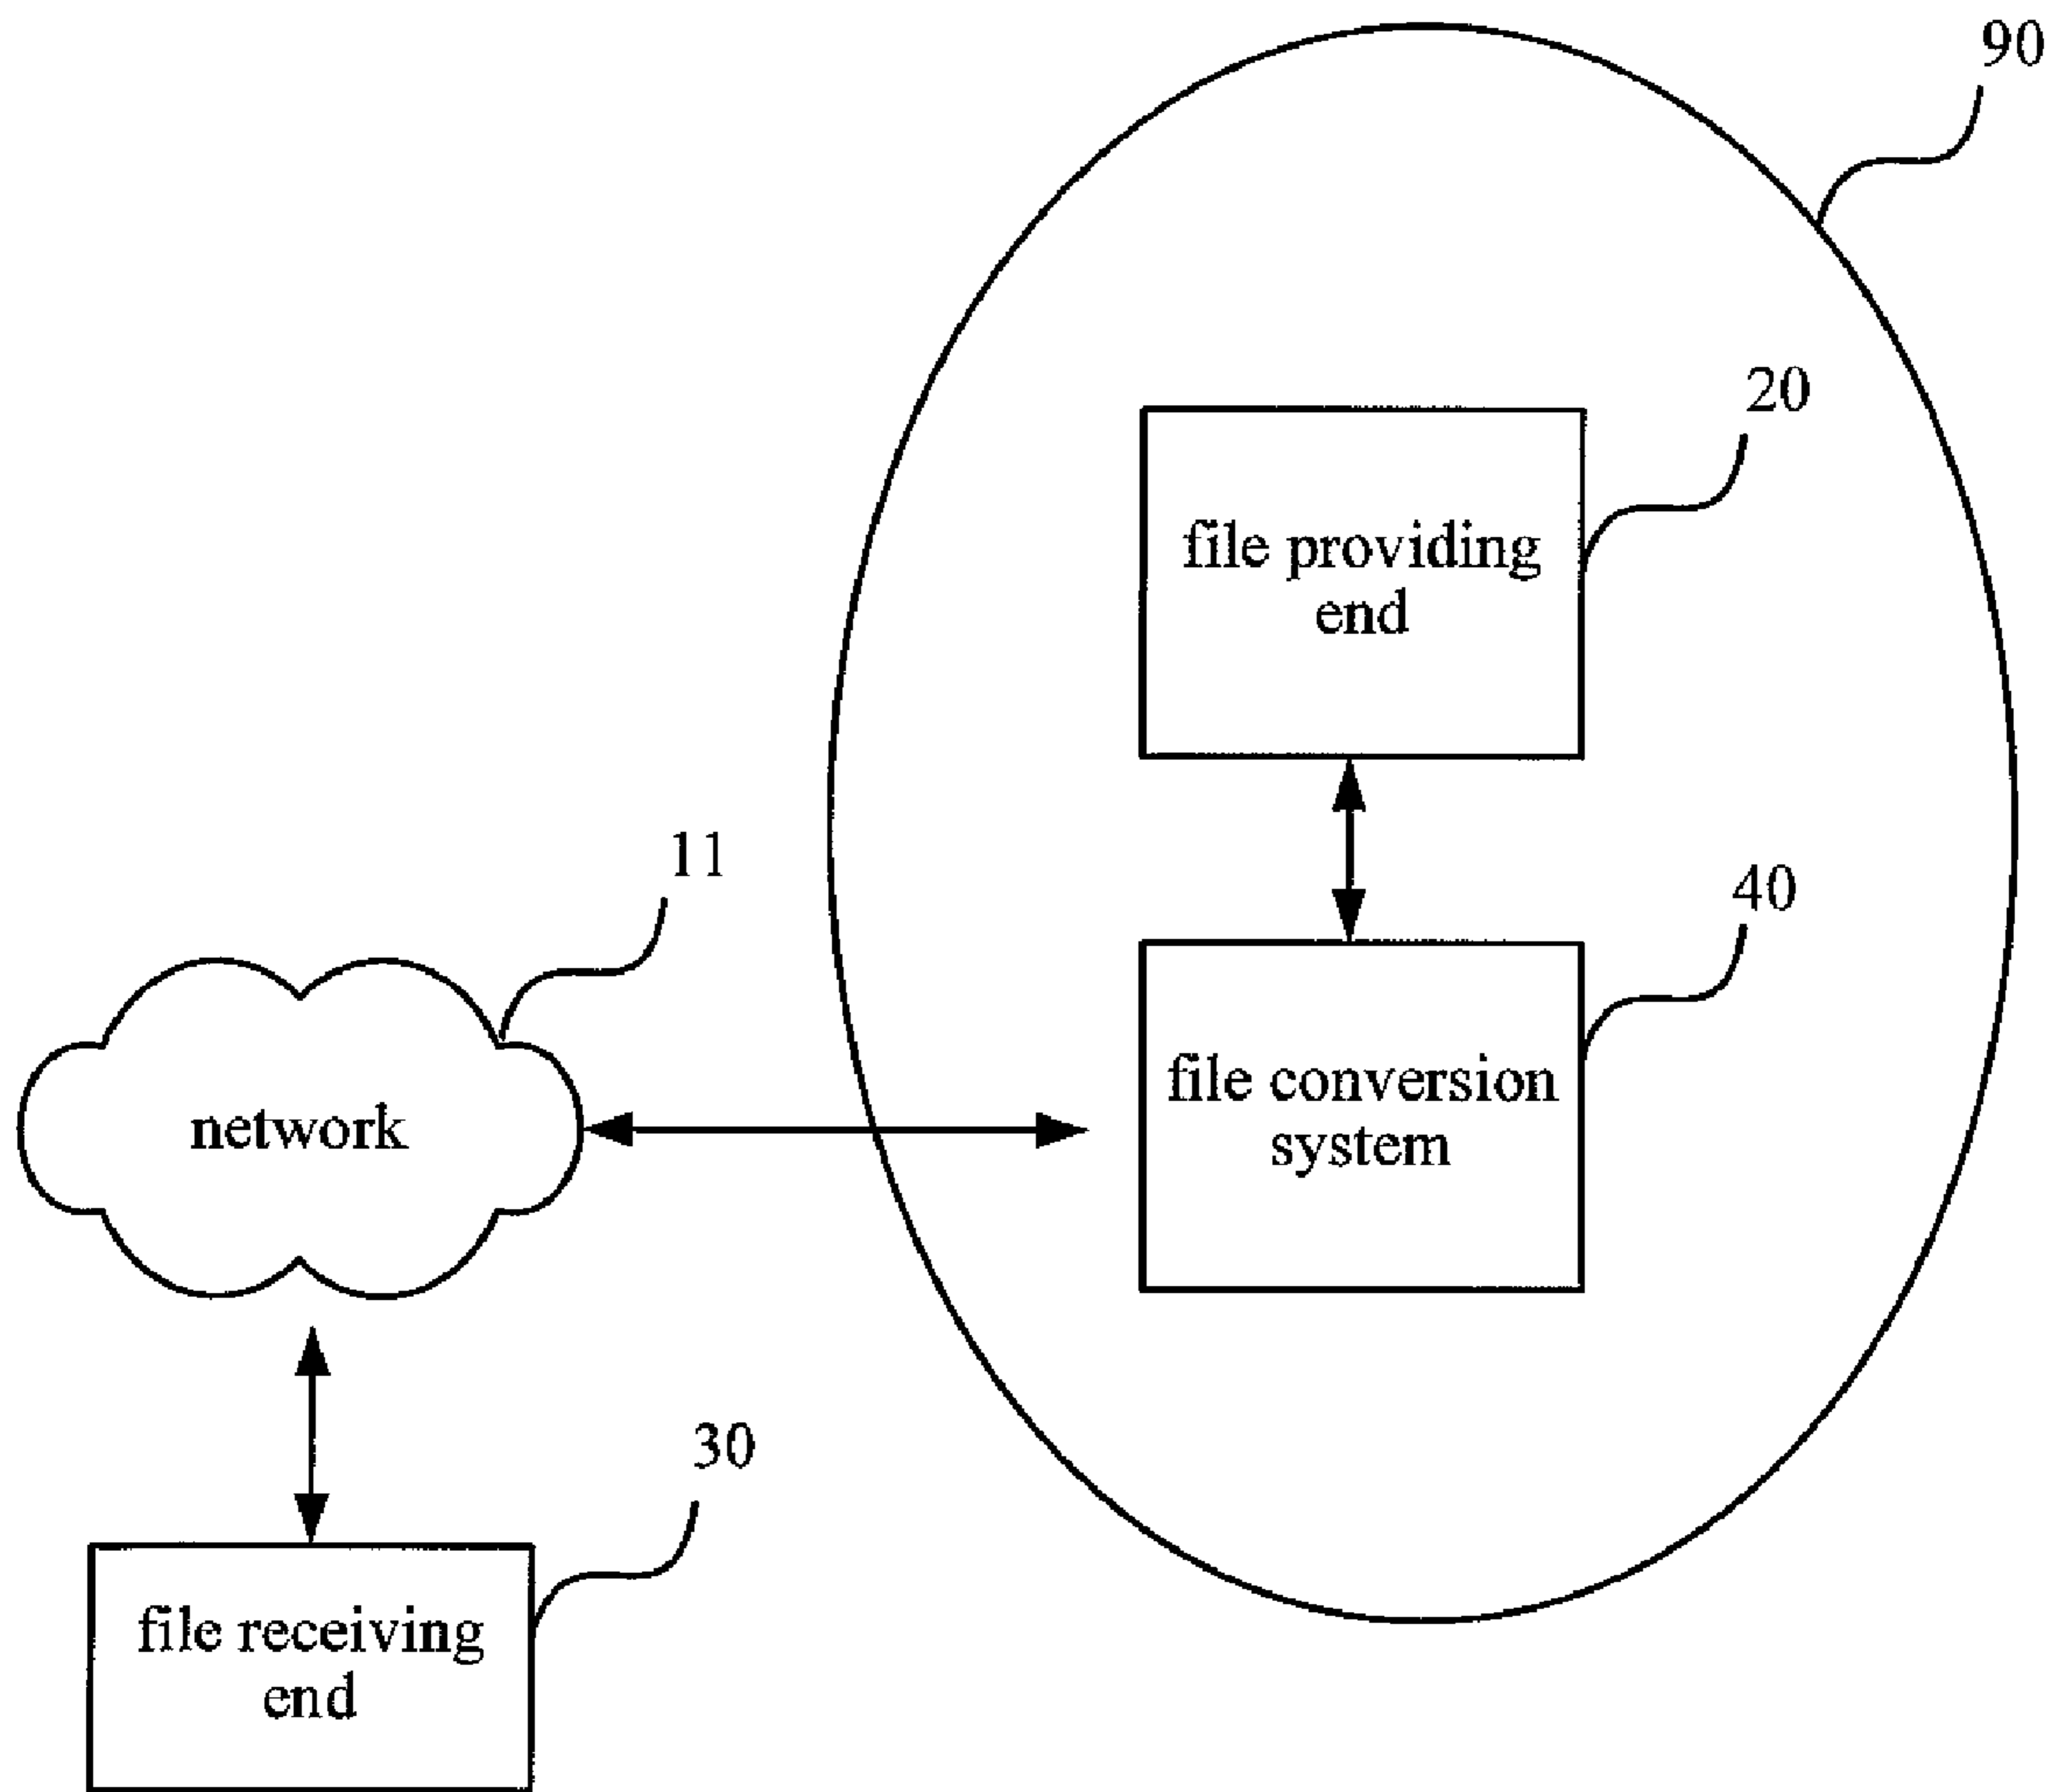 90
20
file providing
end
11
40
file conversion
system
network
30
file receiving
end